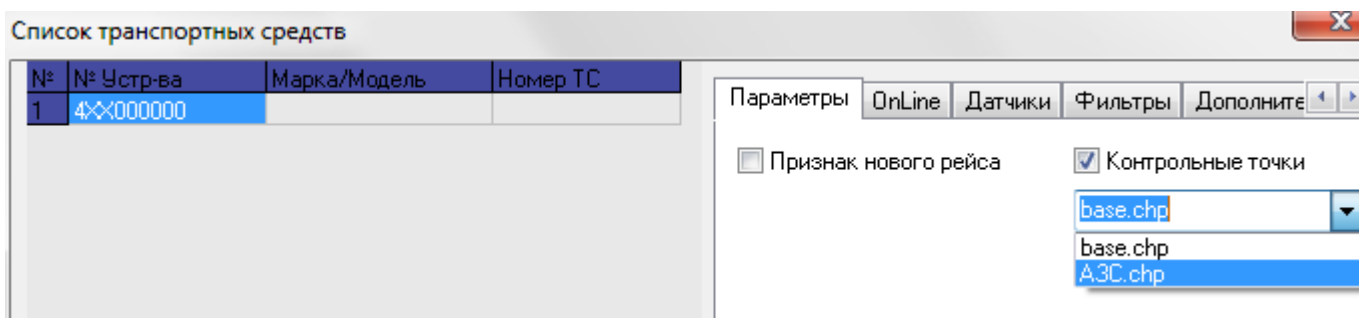 Список транспортных средств
№ № Устр-ва Марка/Модель Номер ТС
1 4XX000000
Параметры OnLine Датчики Фильтры Дополните
Признак нового рейса Контрольные точки
base.chp
base.chp
АЗС.chp